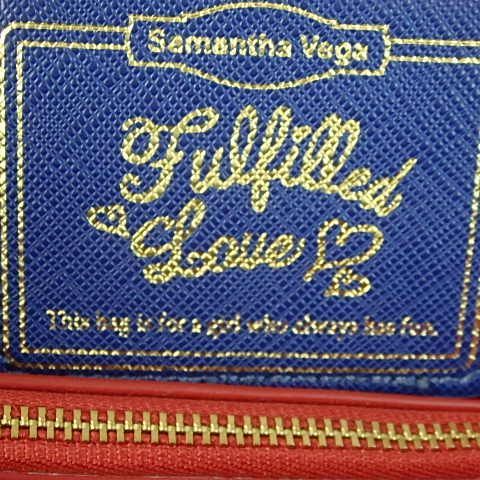 Samantha Vega
Fulfilled
Love
This bag is for a girl who always has fun.